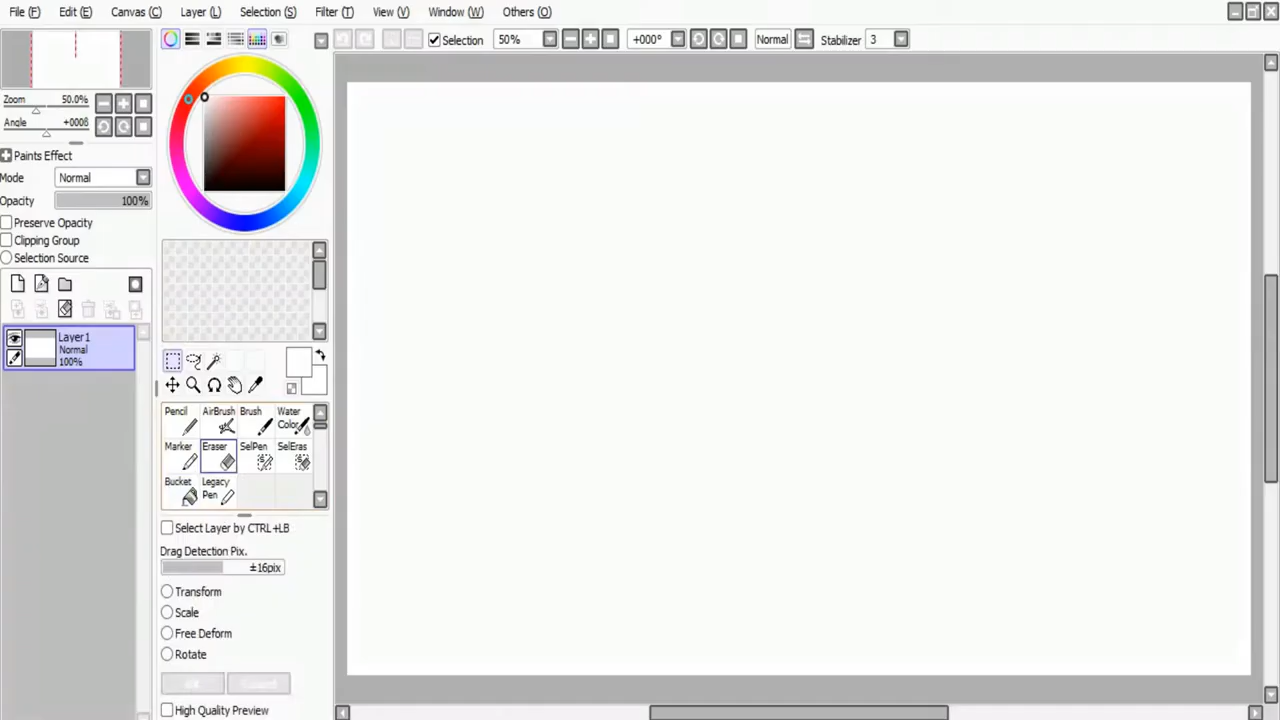 File (F) Edit (E) Canvas (C) Layer (L) Selection (S) Filter (T) View (V) Window (W) Others (O)
Selection 50% +000° Normal Stabilizer 3
Zoom 50.0%
Angle +000ß
Paints Effect
Mode Normal
Opacity 100%
Preserve Opacity
Clipping Group
Selection Source
Layer1
Normal
100%
Pencil AirBrush Brush Water Color
Marker Eraser SelPen SelEras
Bucket Legacy Pen
Select Layer by CTRL+LB
Drag Detection Pix.
±16pix
Transform
Scale
Free Deform
Rotate
High Quality Preview